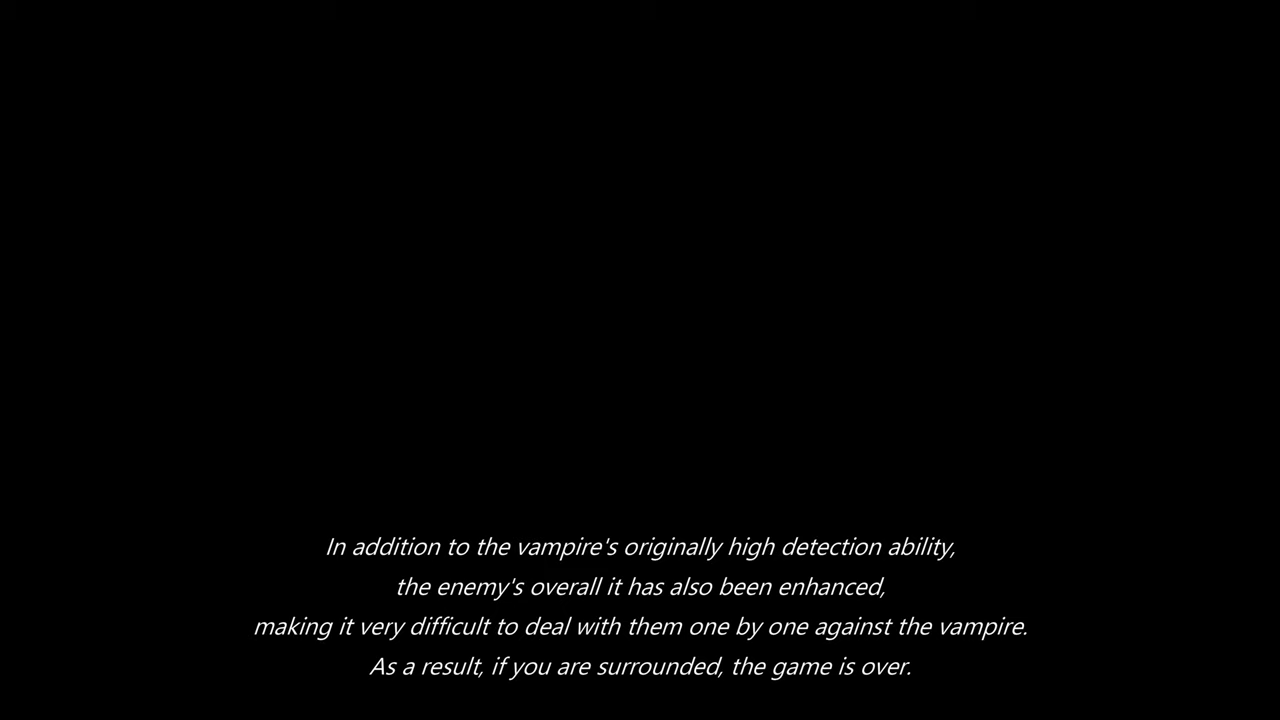 In addition to the vampire's originally high detection ability,
the enemy's overall it has also been enhanced,
making it very difficult to deal with them one by one against the vampire.
As a result, if you are surrounded, the game is over.